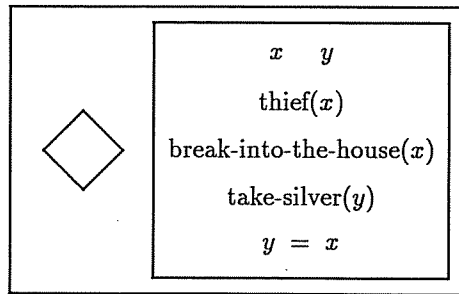 x y
thief(x)
break-into-the-house(x)
take-silver(y)
y = x